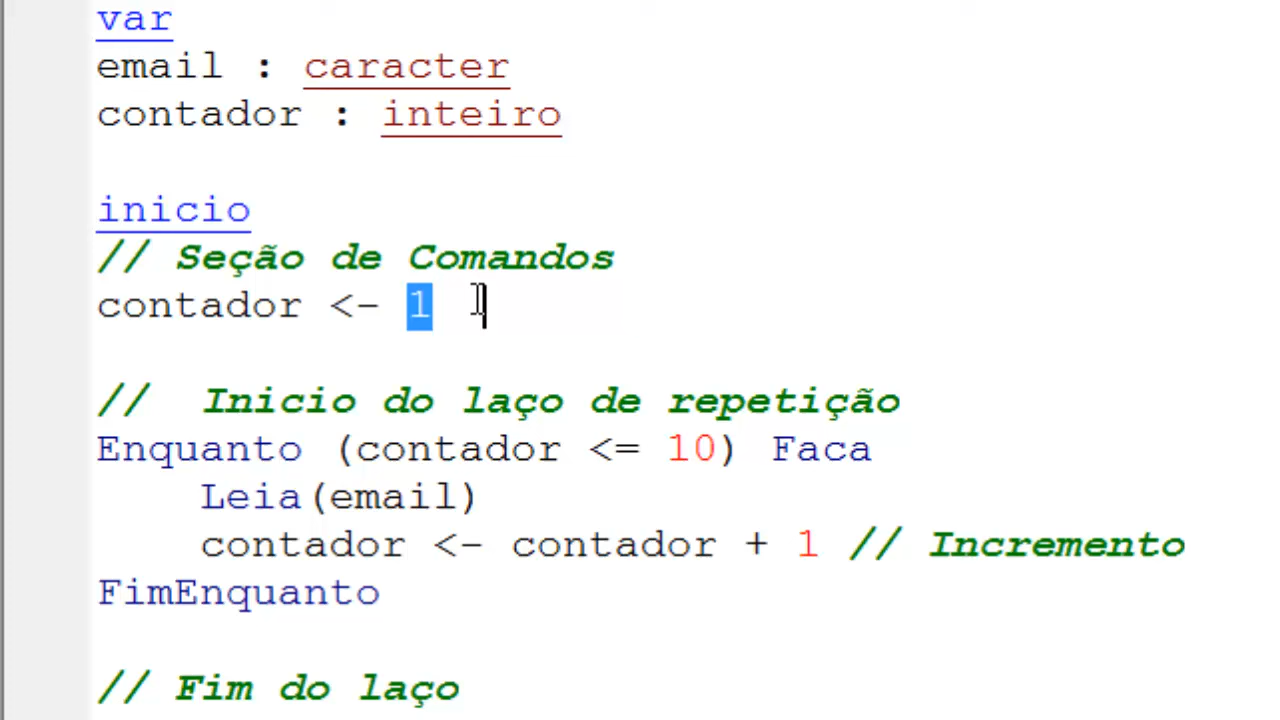 var
email : caracter
contador : inteiro
inicio
// Seção de Comandos
contador <- 1
//  Inicio do laço de repetição
Enquanto (contador <= 10) Faca
    Leia(email)
    contador <- contador + 1 // Incremento
FimEnquanto
// Fim do laço